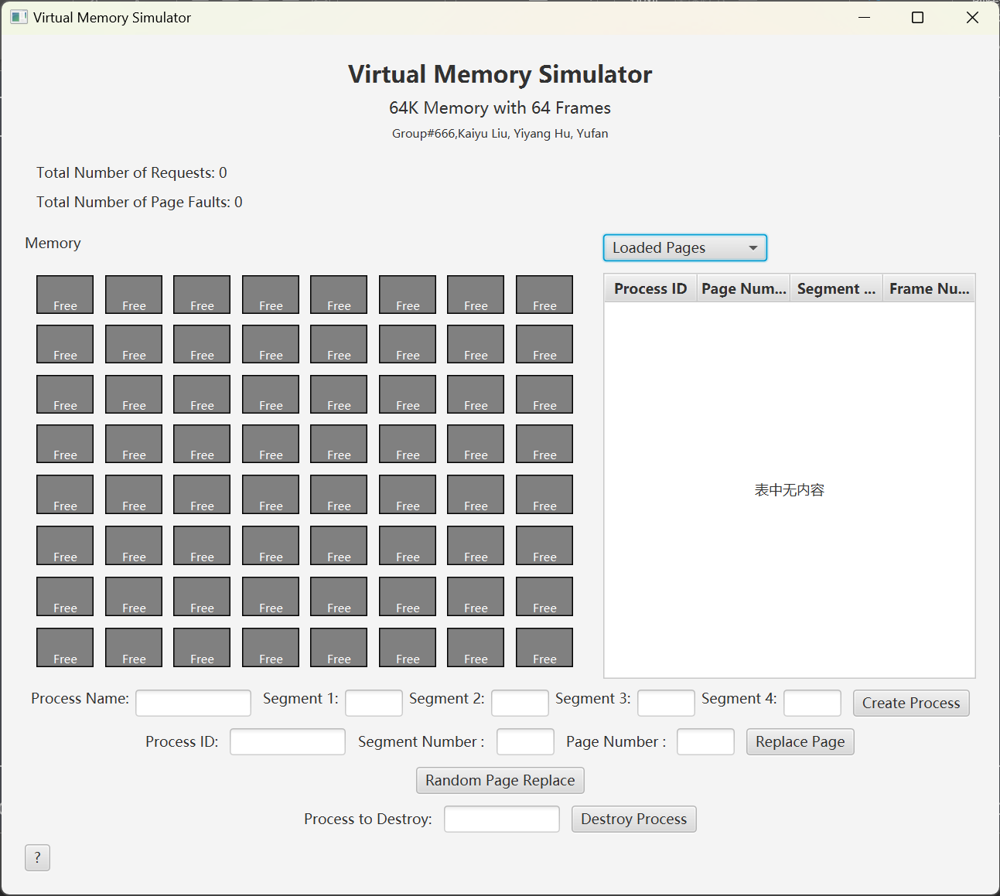 Virtual Memory Simulator
Virtual Memory Simulator
64K Memory with 64 Frames
Group#666,Kaiyu Liu, Yiyang Hu, Yufan
Total Number of Requests: 0
Total Number of Page Faults: 0
Memory
Loaded Pages
Process ID Page Num... Segment ... Frame Nu...
Free Free Free Free Free Free Free Free
Free Free Free Free Free Free Free Free
Free Free Free Free Free Free Free Free
Free Free Free Free Free Free Free Free
Free Free Free Free Free Free Free Free
Free Free Free Free Free Free Free Free
Free Free Free Free Free Free Free Free
Free Free Free Free Free Free Free Free
表中无内容
Process Name: Segment 1: Segment 2: Segment 3: Segment 4: Create Process
Process ID: Segment Number : Page Number : Replace Page
Random Page Replace
Process to Destroy: Destroy Process
?